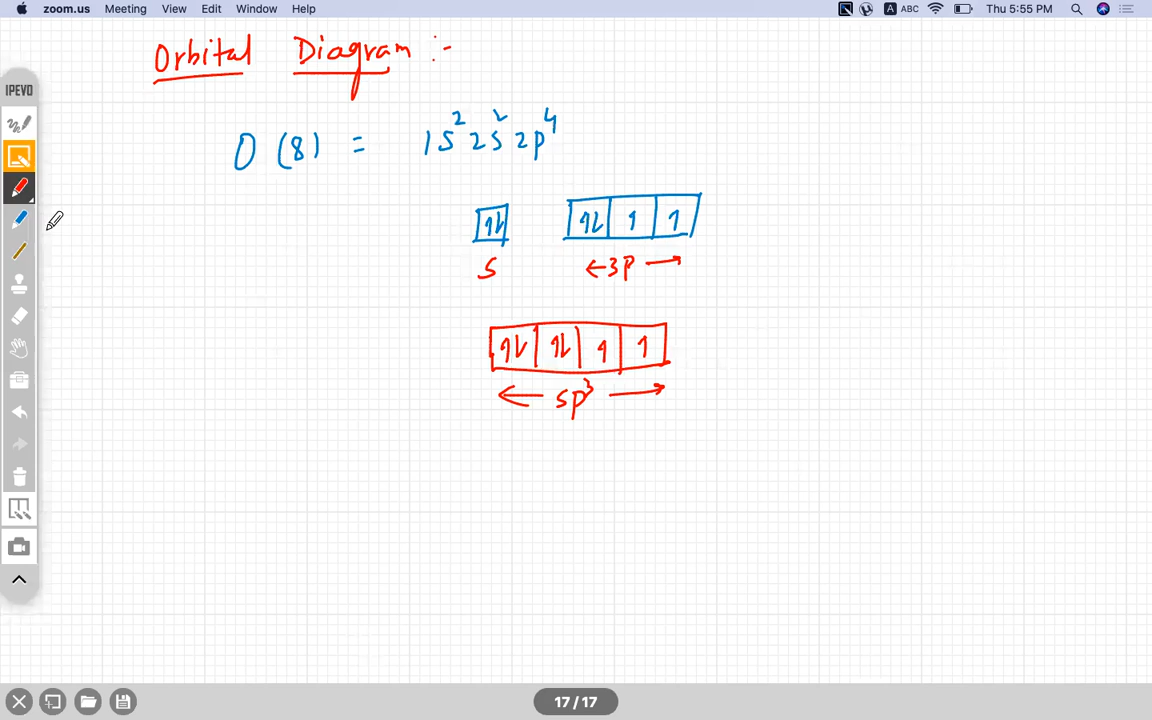 zoom.us Meeting View Edit Window Help A ABC Thu 5:55 PM
IPEVO
Orbital Diagram :-
O (8) = 1s² 2s² 2p⁴
↑↓ ↑↓ ↑ ↑
s ←3p→
↑↓ ↑↓ ↑ ↑
← sp³ →
17/17